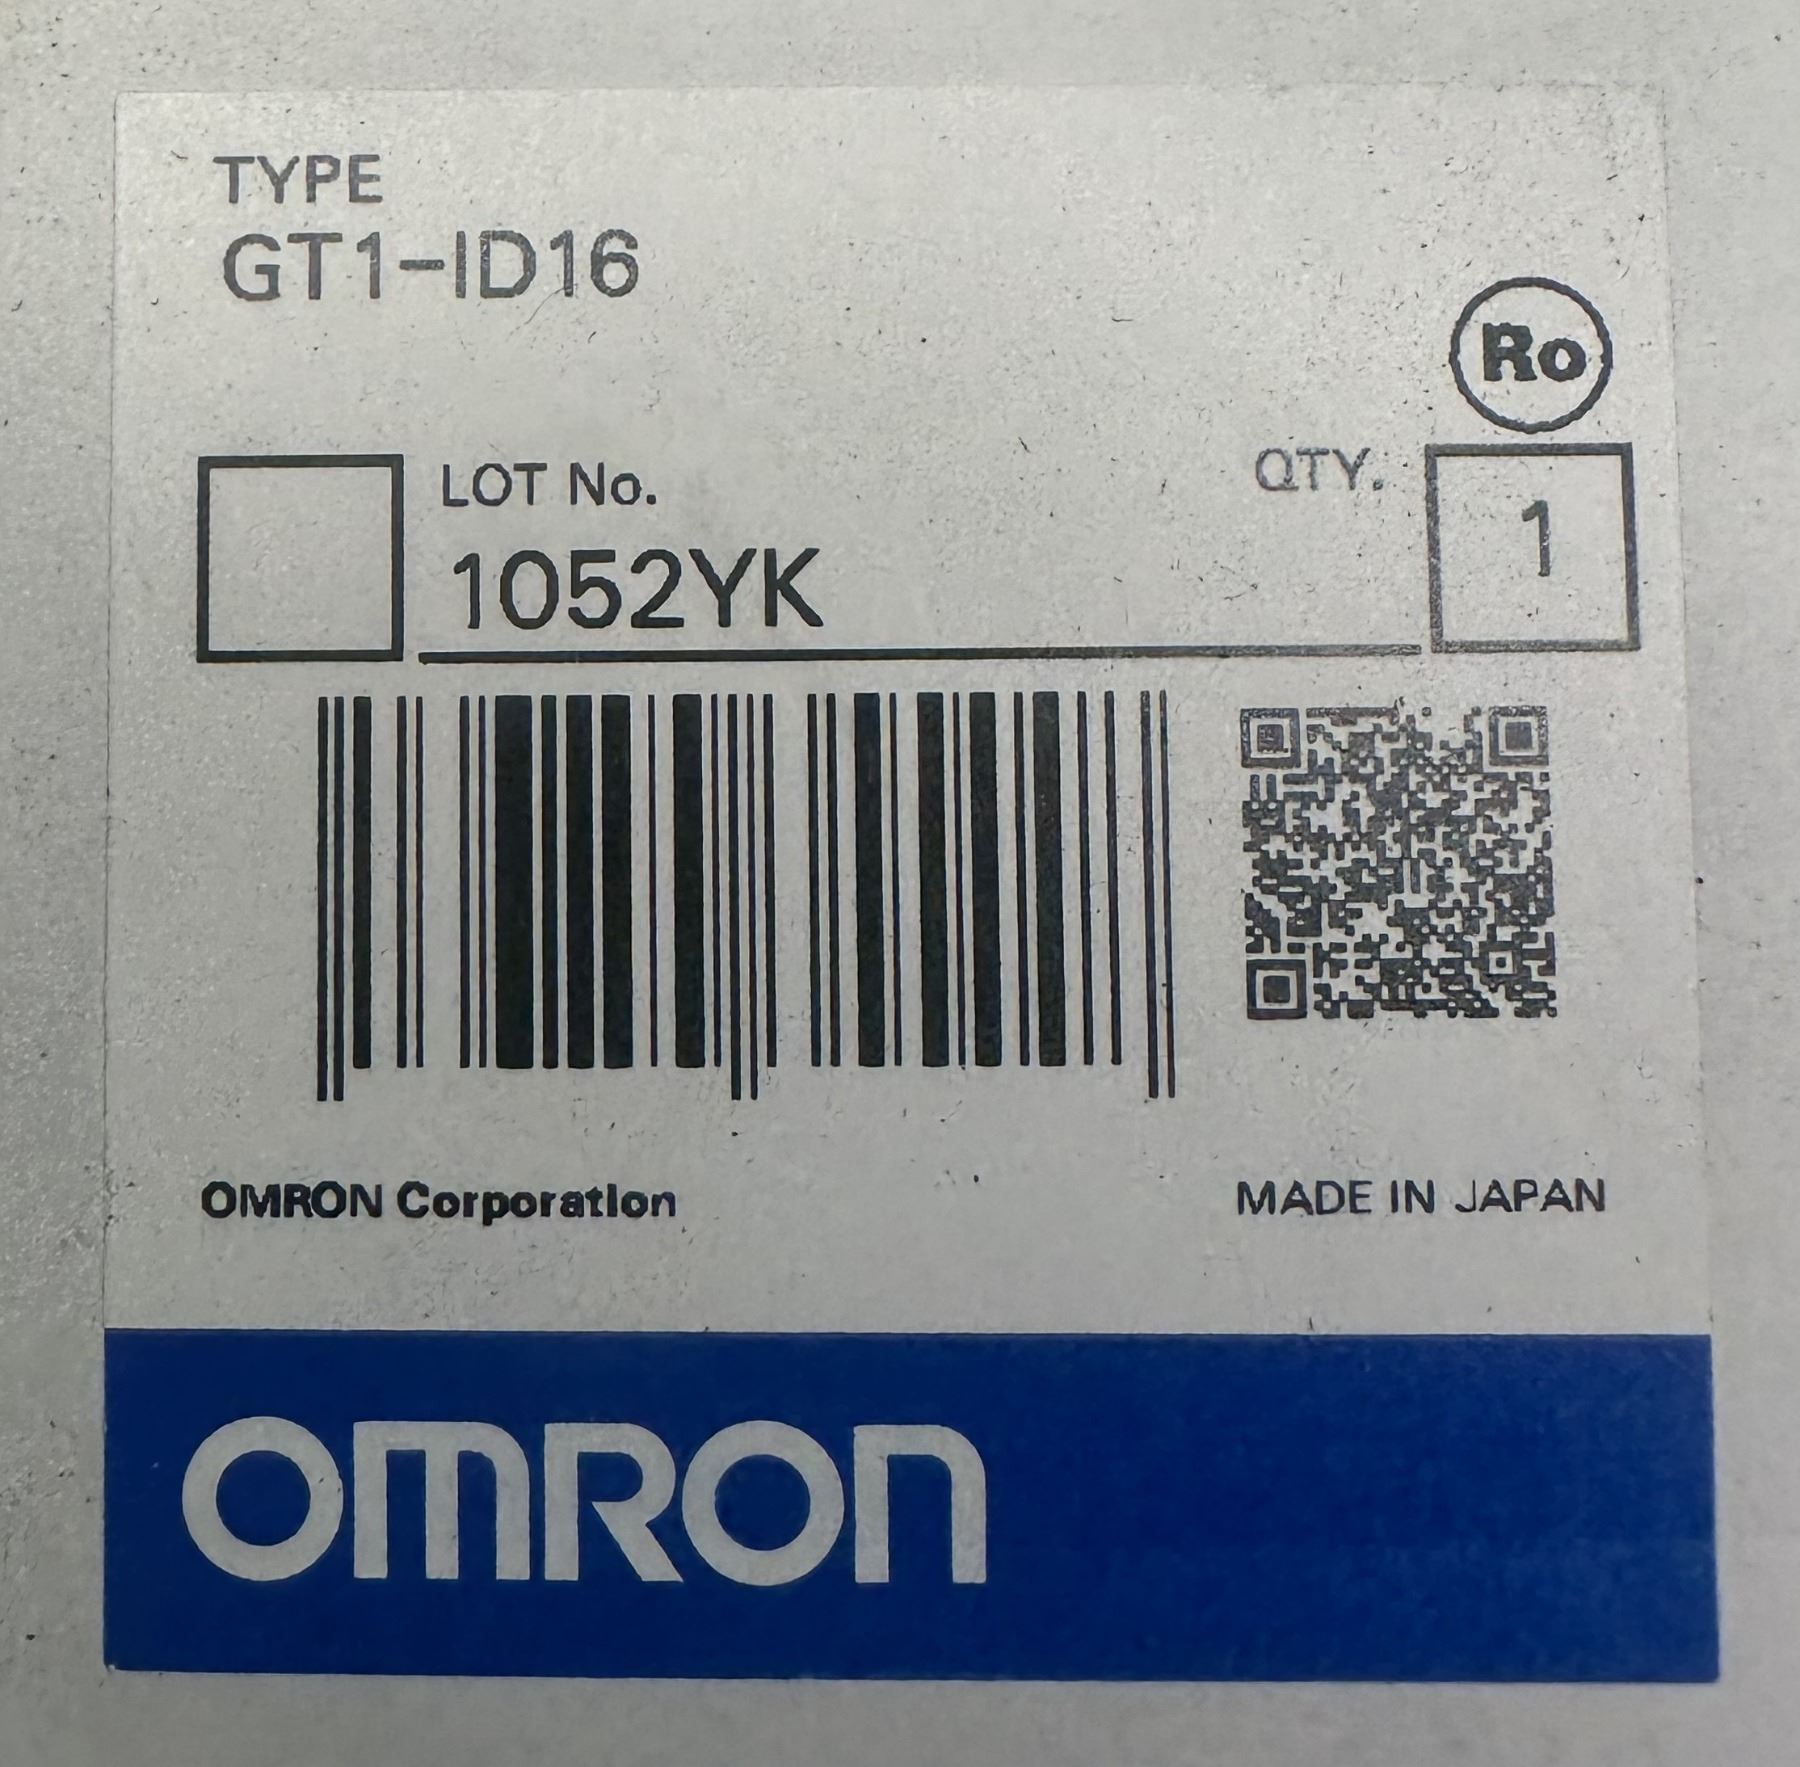 TYPE
GT1-ID16
Ro
LOT No.
QTY.
1052YK
1
OMRON Corporation
MADE IN JAPAN
OMRON